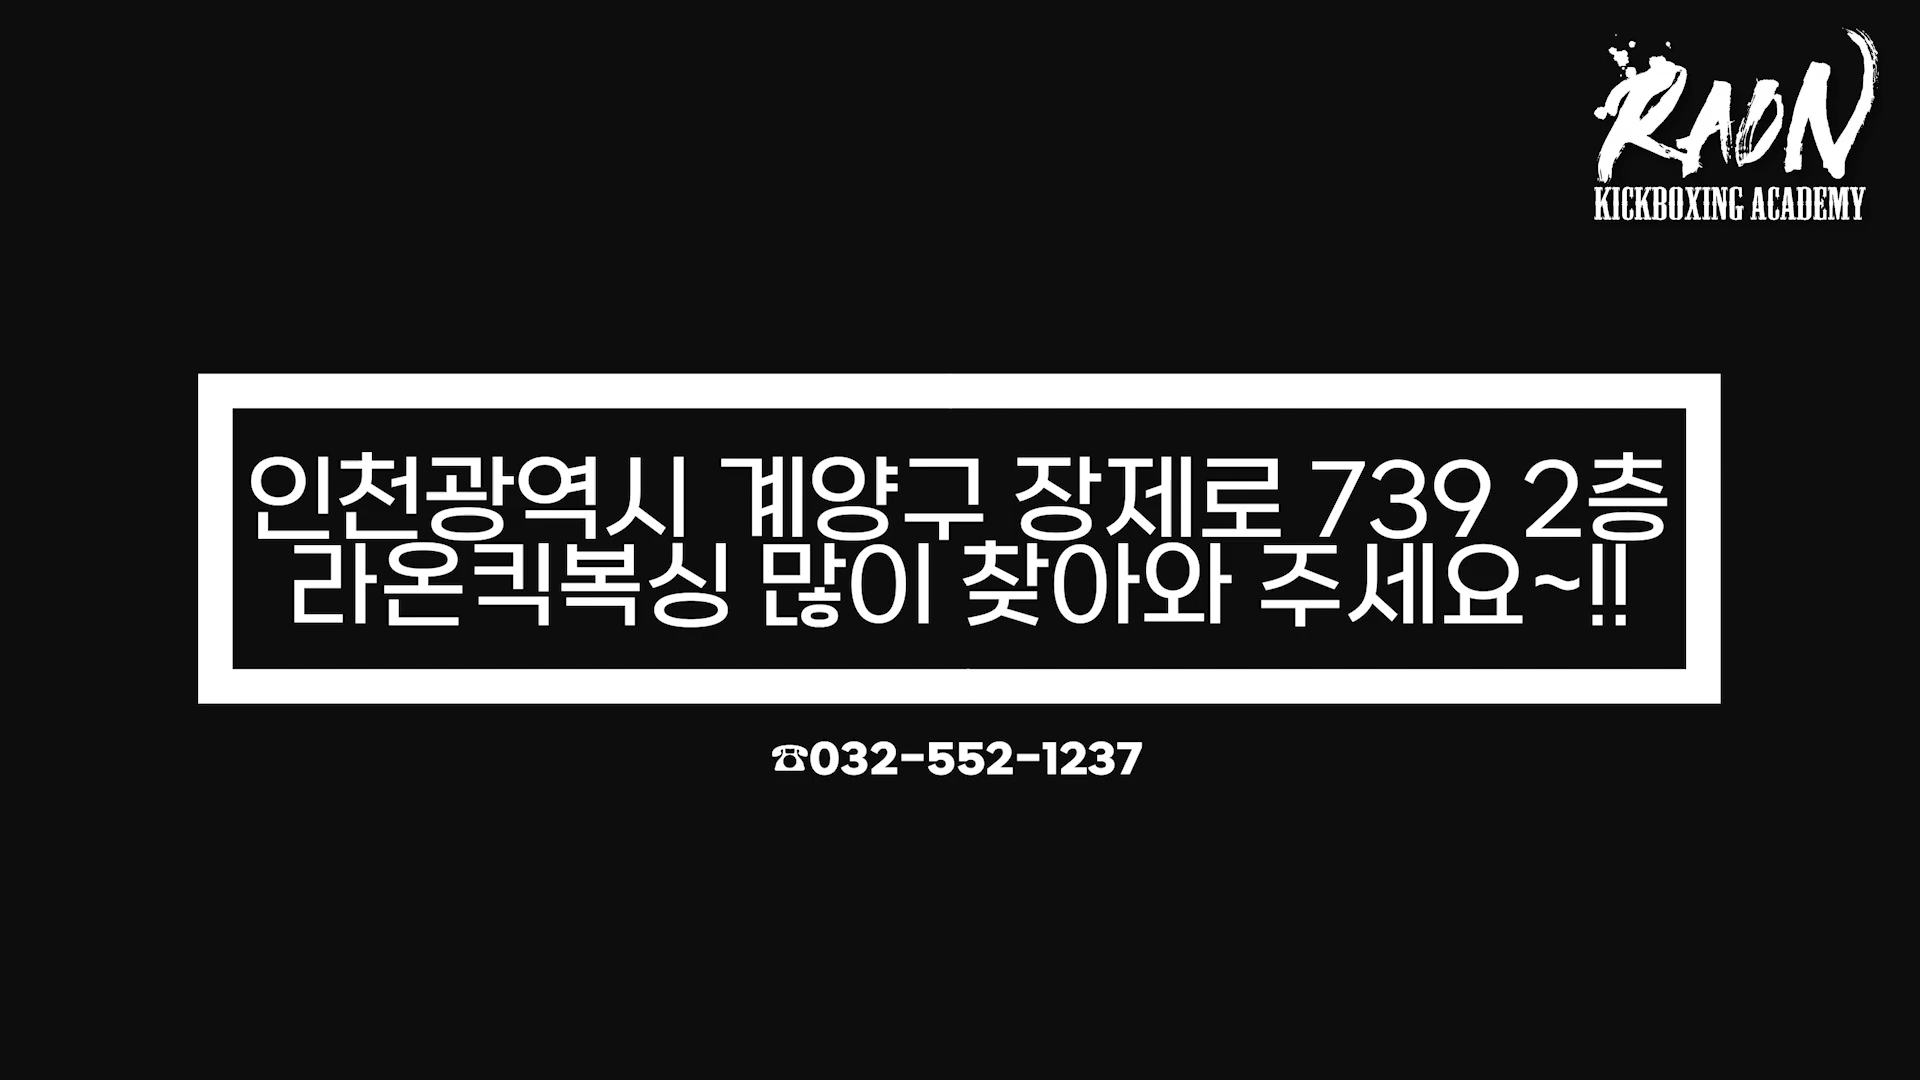 RAON
KICKBOXING ACADEMY
인천광역시 계양구 장제로 739 2층
라온킥복싱 많이 찾아와 주세요~!!
☎032-552-1237